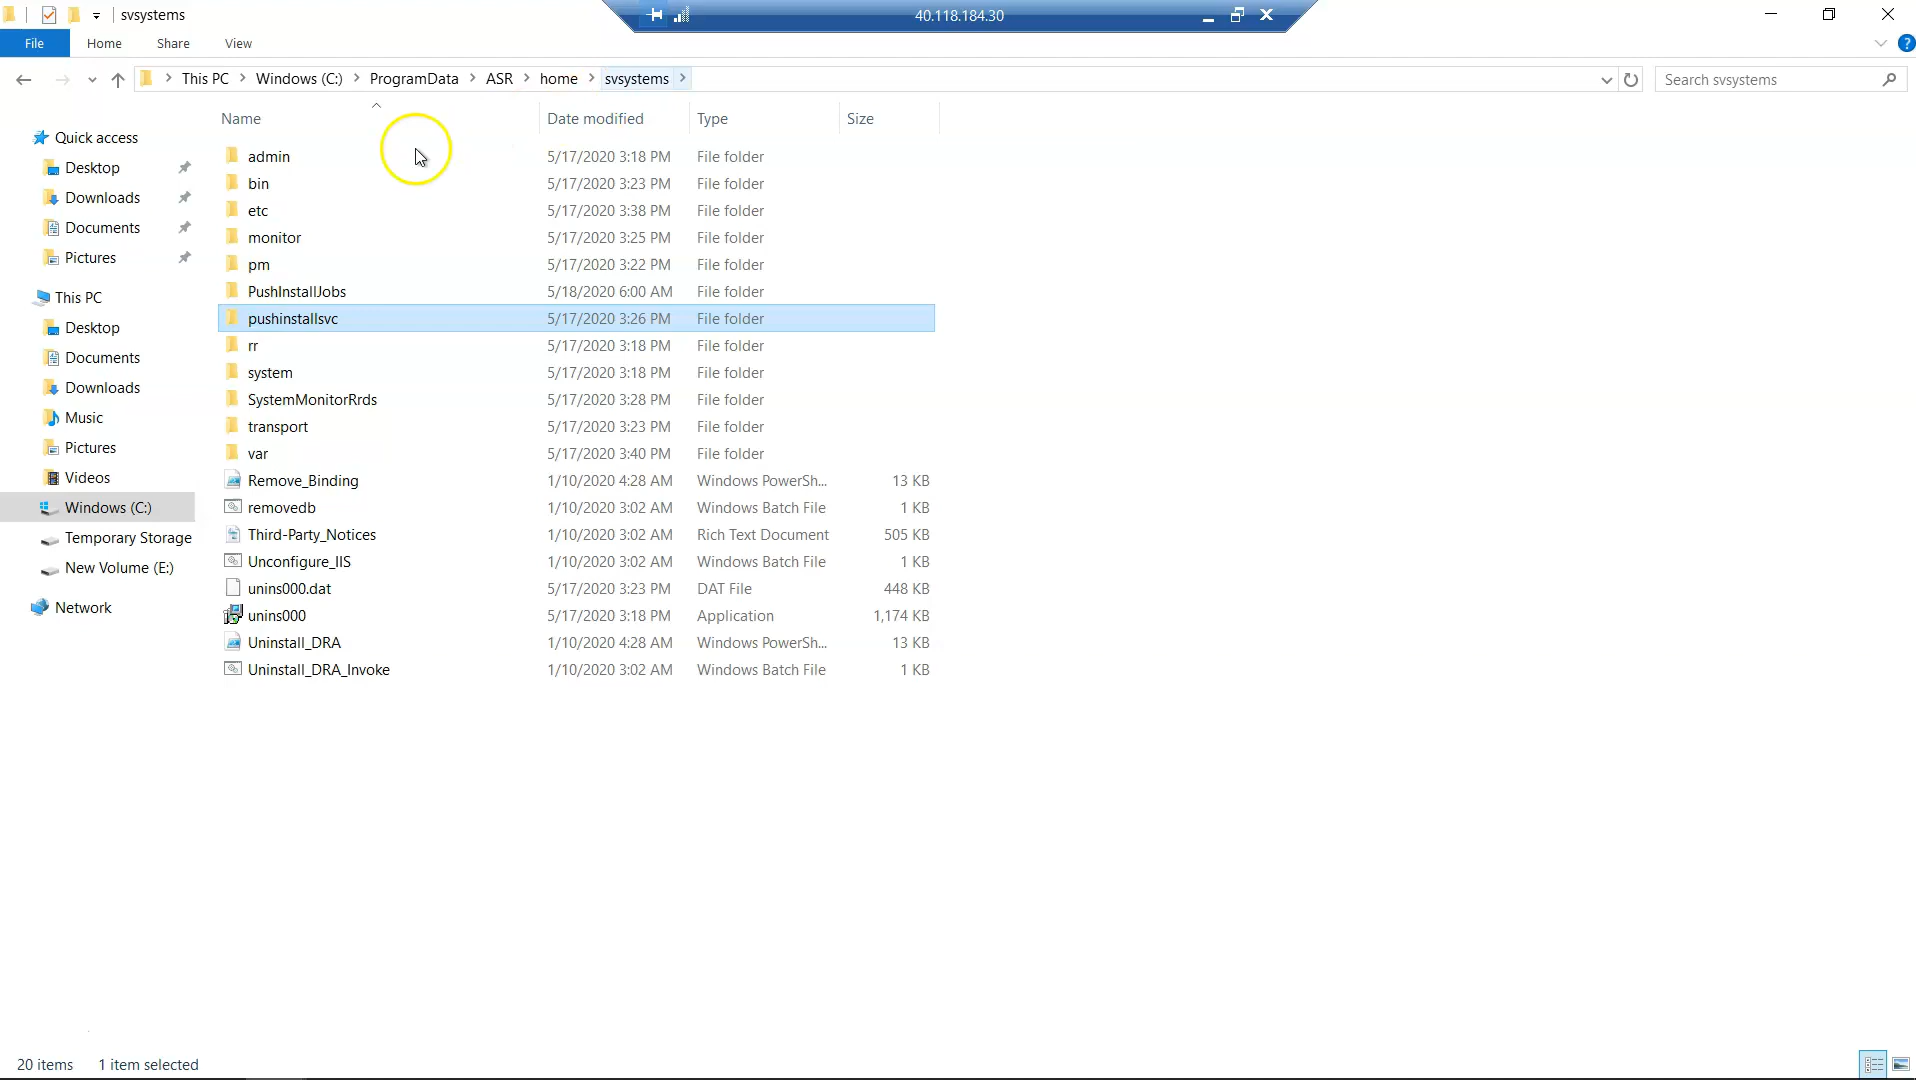 svsystems
40.118.184.30
File Home Share View
This PC Windows (C:) ProgramData ASR home svsystems
Search svsystems
Name Date modified Type Size
Quick access
Desktop
Downloads
Documents
Pictures
This PC
Desktop
Documents
Downloads
Music
Pictures
Videos
Windows (C:)
Temporary Storage
New Volume (E:)
Network
admin 5/17/2020 3:18 PM File folder
bin 5/17/2020 3:23 PM File folder
etc 5/17/2020 3:38 PM File folder
monitor 5/17/2020 3:25 PM File folder
pm 5/17/2020 3:22 PM File folder
PushInstallJobs 5/18/2020 6:00 AM File folder
pushinstallsvc 5/17/2020 3:26 PM File folder
rr 5/17/2020 3:18 PM File folder
system 5/17/2020 3:18 PM File folder
SystemMonitorRrds 5/17/2020 3:28 PM File folder
transport 5/17/2020 3:23 PM File folder
var 5/17/2020 3:40 PM File folder
Remove_Binding 1/10/2020 4:28 AM Windows PowerSh... 13 KB
removedb 1/10/2020 3:02 AM Windows Batch File 1 KB
Third-Party_Notices 1/10/2020 3:02 AM Rich Text Document 505 KB
Unconfigure_IIS 1/10/2020 3:02 AM Windows Batch File 1 KB
unins000.dat 5/17/2020 3:23 PM DAT File 448 KB
unins000 5/17/2020 3:18 PM Application 1,174 KB
Uninstall_DRA 1/10/2020 4:28 AM Windows PowerSh... 13 KB
Uninstall_DRA_Invoke 1/10/2020 3:02 AM Windows Batch File 1 KB
20 items 1 item selected